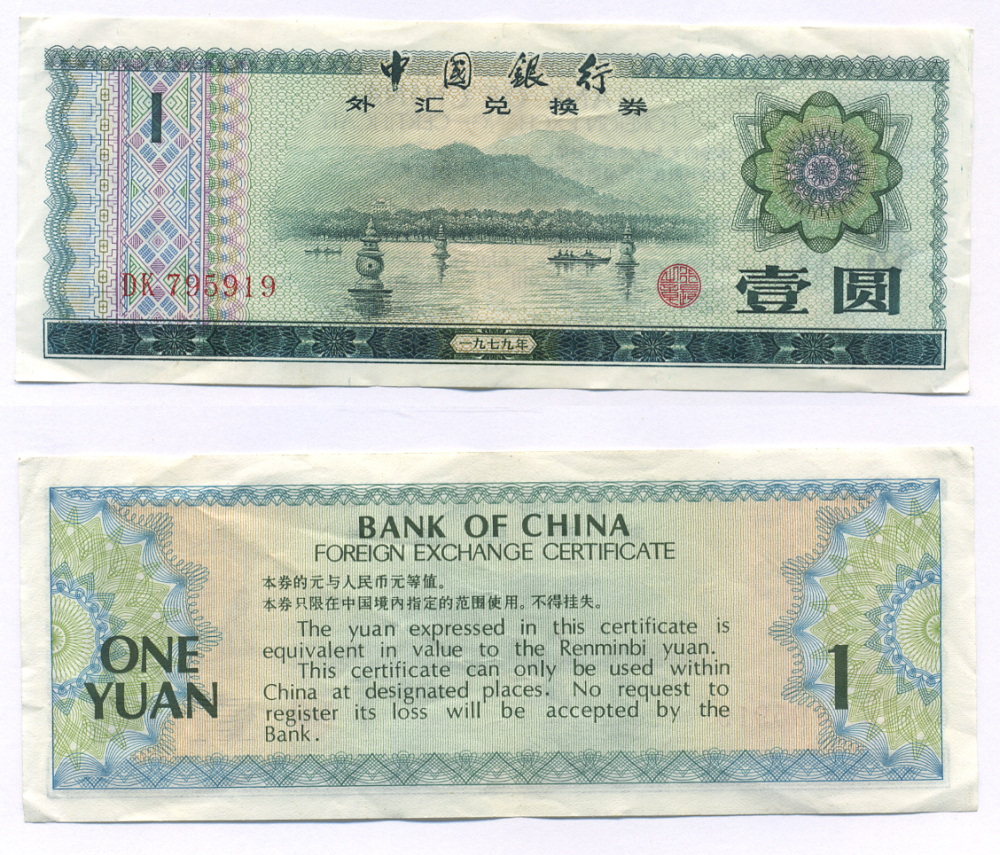 中國銀行
外汇兑换券
1
DK 795919
壹圆
一九七九年
BANK OF CHINA
FOREIGN EXCHANGE CERTIFICATE
本券的元与人民币元等值。
本券只限在中国境内指定的范围使用。不得挂失。
The yuan expressed in this certificate is
equivalent in value to the Renminbi yuan.
This certificate can only be used within
China at designated places. No request to
register its loss will be accepted by the
Bank.
ONE
YUAN
1